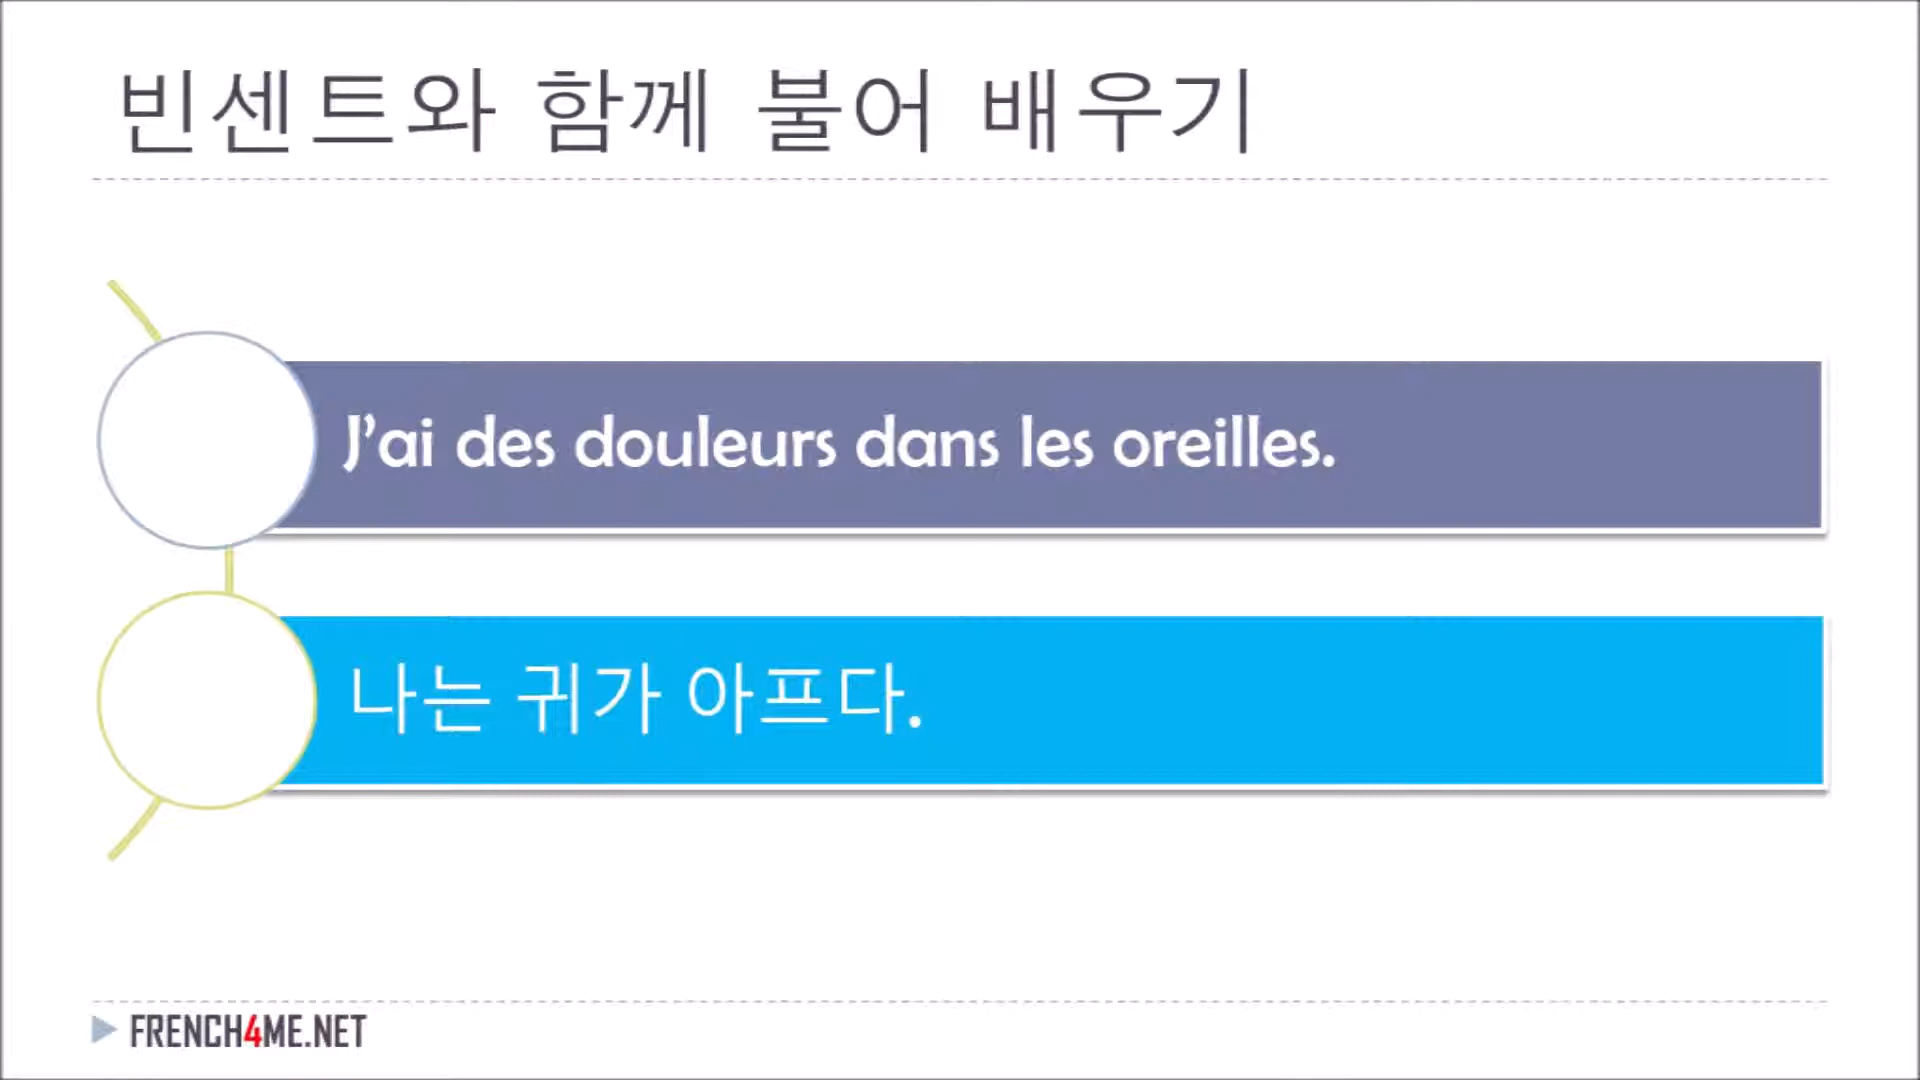 빈센트와 함께 불어 배우기
J’ai des douleurs dans les oreilles.
나는 귀가 아프다.
FRENCH4ME.NET